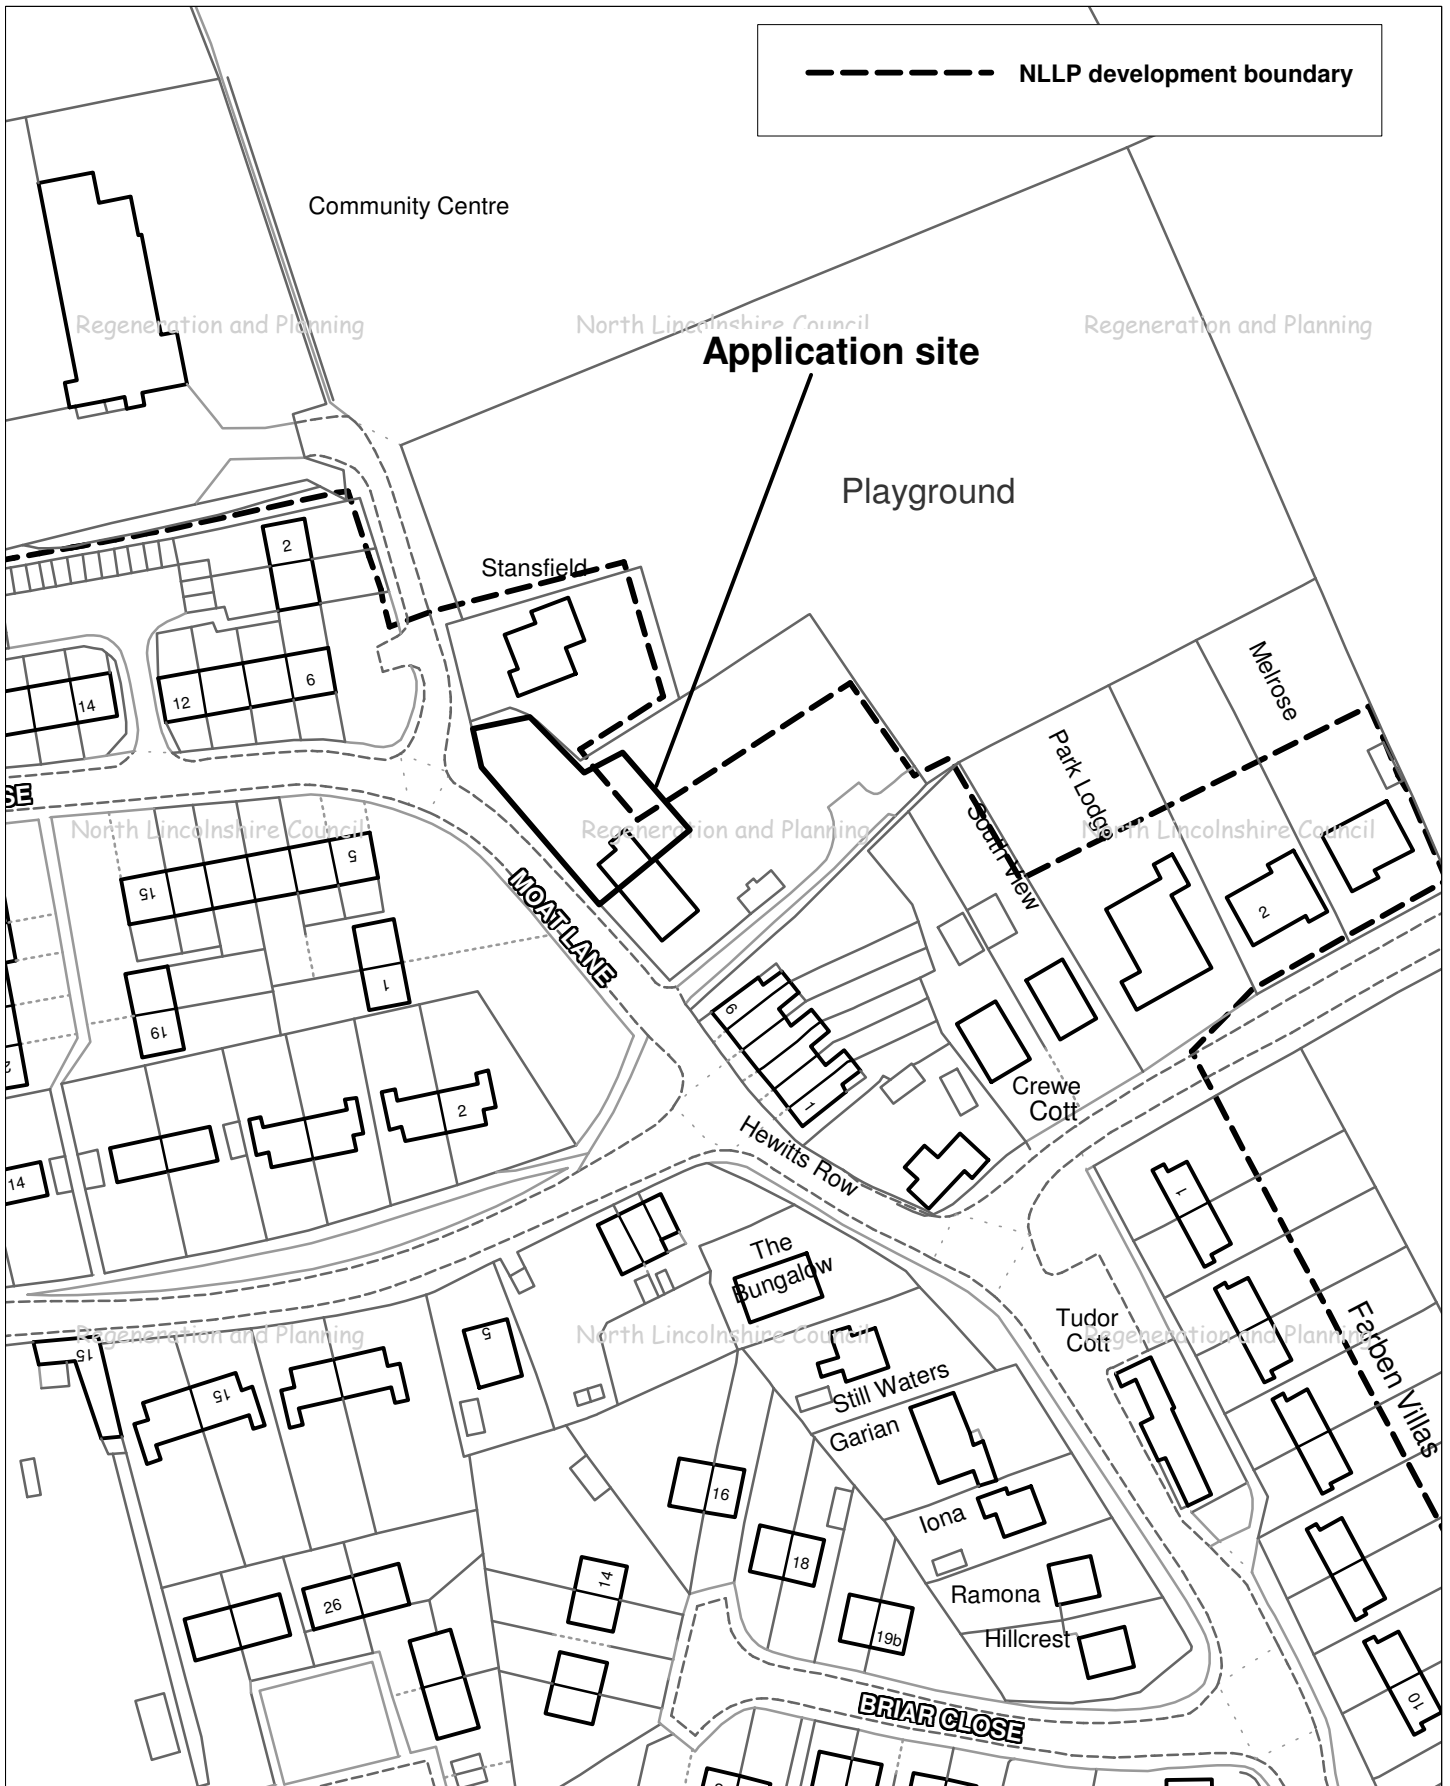 NLLP development boundary
Community Centre
Regeneration and Planning
North Lincolnshire Council
Regeneration and Planning
Application site
Playground
2
Stansfield
6
12
14
Melrose
Park Lodge
South View
SE
North Lincolnshire Council
Regeneration and Planning
North Lincolnshire Council
5
15
MOAT LANE
2
1
19
6
2
1
Crewe
Cott
2
14
Hewitts Row
1
The
Bungalow
Tudor
Cott
Regeneration and Planning
North Lincolnshire Council
Regeneration and Planning
5
15
15
Farben Villas
Still Waters
Garian
16
Iona
18
14
26
Ramona
19b
Hillcrest
10
BRIAR CLOSE